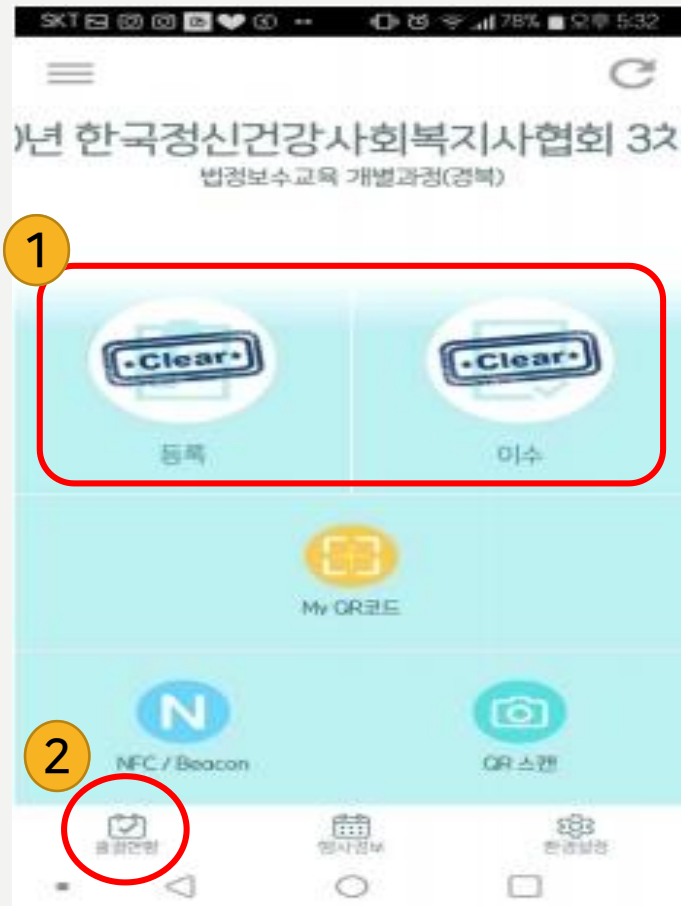 SKT 78% 오후 5:32
)년 한국정신건강사회복지사협회 3차
법정보수교육 개별과정(경북)
1
•Clear• •Clear•
등록 이수
My QR코드
2
NFC / Beacon QR 스캔
출결현황 행사정보 환경설정